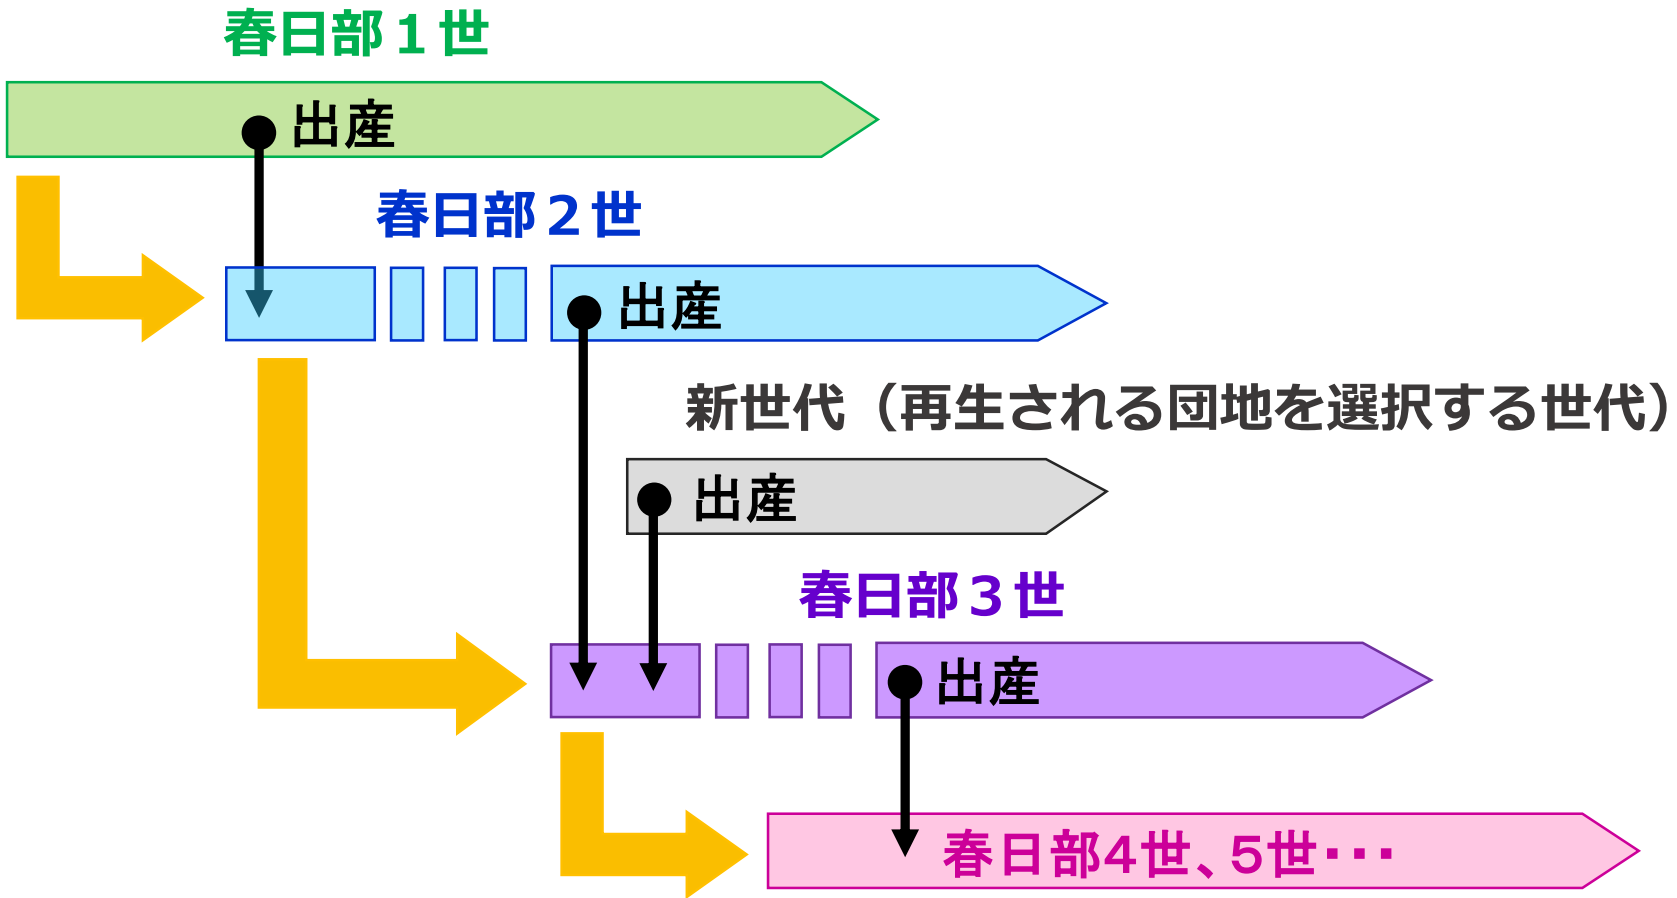 春日部１世
出産
春日部２世
出産
新世代（再生される団地を選択する世代）
出産
春日部３世
出産
春日部4世、5世･･･